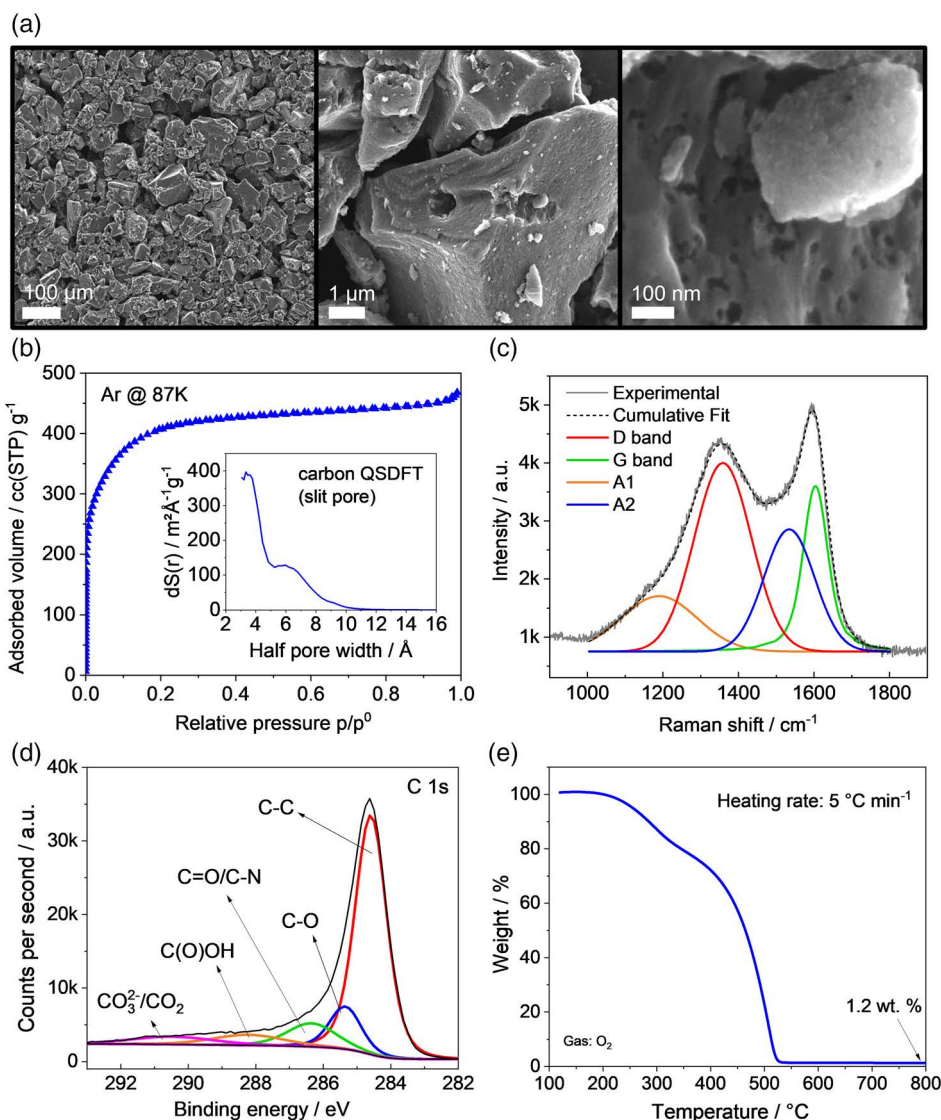 (a)
100 µm
1 µm
100 nm
(b)
Ar @ 87K
Adsorbed volume / cc(STP) g⁻¹
500
400
300
200
100
0
0.0 0.2 0.4 0.6 0.8 1.0
Relative pressure p/p⁰
carbon QSDFT
(slit pore)
dS(r) / m²Å⁻¹g⁻¹
400
300
200
100
0
2 4 6 8 10 12 14 16
Half pore width / Å
(c)
Experimental
Cumulative Fit
D band
G band
A1
A2
Intensity / a.u.
5k
4k
3k
2k
1k
1000 1200 1400 1600 1800
Raman shift / cm⁻¹
(d)
C 1s
C-C
C=O/C-N
C-O
C(O)OH
CO₃²⁻/CO₂
Counts per second / a.u.
40k
30k
20k
10k
0
292 290 288 286 284 282
Binding energy / eV
(e)
Heating rate: 5 °C min⁻¹
1.2 wt. %
Gas: O₂
Weight / %
100
80
60
40
20
0
100 200 300 400 500 600 700 800
Temperature / °C